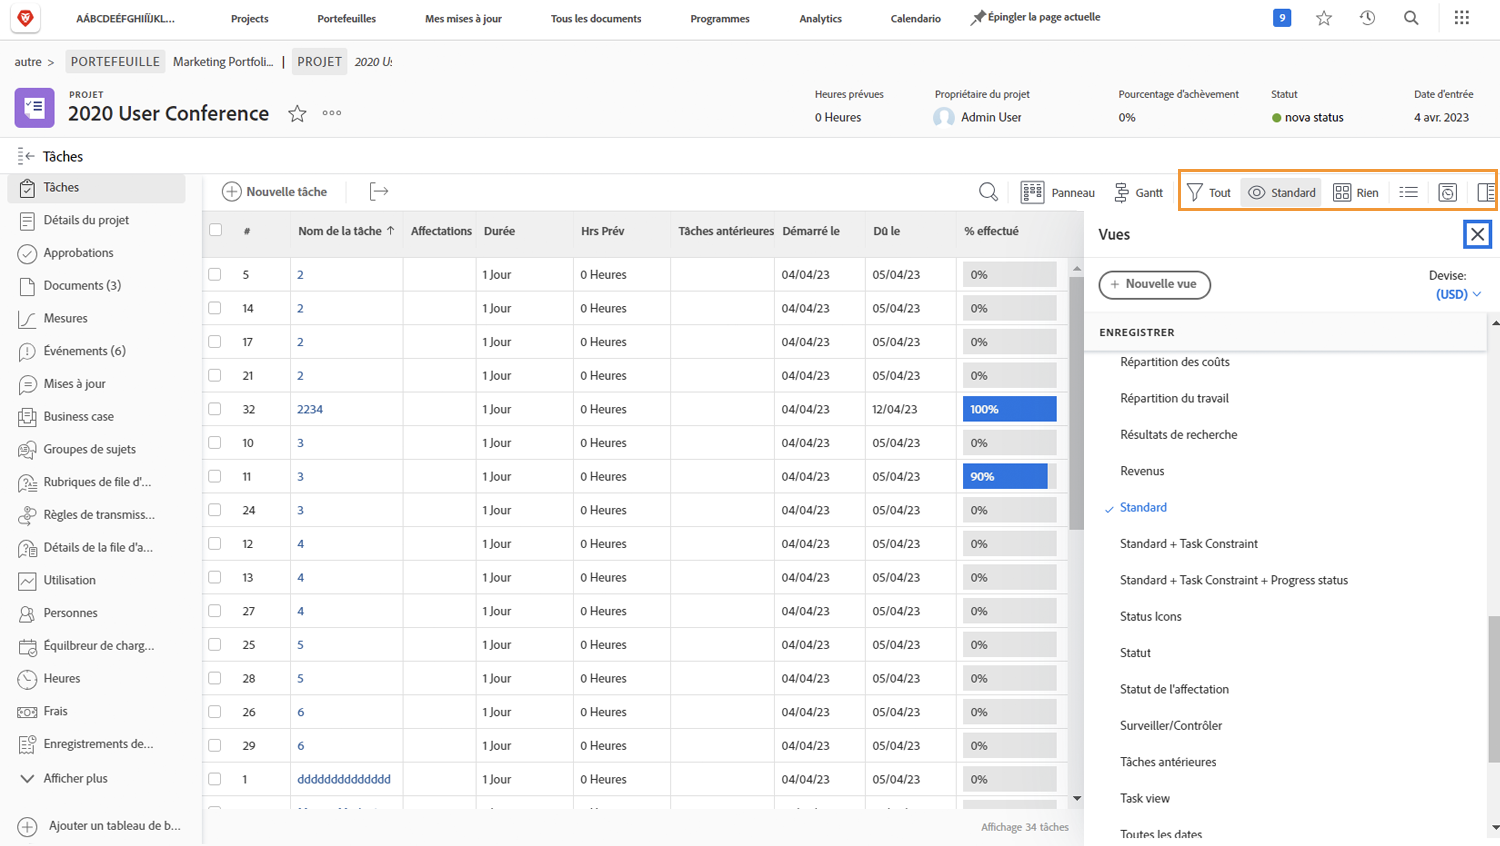 AÁBCDEÉFGHIÍÏJKL...
Projects
Portefeuilles
Mes mises à jour
Tous les documents
Programmes
Analytics
Calendario
Épingler la page actuelle
9
autre > PORTEFEUILLE Marketing Portfoli... | PROJET
PROJET
2020 User Conference
Heures prévues
0 Heures
Propriétaire du projet
Admin User
Pourcentage d'achèvement
0%
Statut
nova status
Date d'entrée
4 avr. 2023
Tâches
Tâches
Détails du projet
Approbations
Documents (3)
Mesures
Événements (6)
Mises à jour
Business case
Groupes de sujets
Rubriques de file d'...
Règles de transmiss...
Détails de la file d'a...
Utilisation
Personnes
Équilibreur de charg...
Heures
Frais
Enregistrements de...
Afficher plus
Ajouter un tableau de b...
Nouvelle tâche
Panneau
Gantt
Tout
Standard
Rien
# Nom de la tâche ↑ Affectations Durée Hrs Prév Tâches antérieures Démarré le Dû le % effectué
5 2 1 Jour 0 Heures 04/04/23 05/04/23 0%
14 2 1 Jour 0 Heures 04/04/23 05/04/23 0%
17 2 1 Jour 0 Heures 04/04/23 05/04/23 0%
21 2 1 Jour 0 Heures 04/04/23 05/04/23 0%
32 2234 1 Jour 0 Heures 04/04/23 12/04/23 100%
10 3 1 Jour 0 Heures 04/04/23 05/04/23 0%
11 3 1 Jour 0 Heures 04/04/23 05/04/23 90%
24 3 1 Jour 0 Heures 04/04/23 05/04/23 0%
12 4 1 Jour 0 Heures 04/04/23 05/04/23 0%
13 4 1 Jour 0 Heures 04/04/23 05/04/23 0%
27 4 1 Jour 0 Heures 04/04/23 05/04/23 0%
25 5 1 Jour 0 Heures 04/04/23 05/04/23 0%
28 5 1 Jour 0 Heures 04/04/23 05/04/23 0%
26 6 1 Jour 0 Heures 04/04/23 05/04/23 0%
29 6 1 Jour 0 Heures 04/04/23 05/04/23 0%
1 dddddddddddddd 1 Jour 0 Heures 04/04/23 05/04/23 0%
Affichage 34 tâches
Vues
+ Nouvelle vue
Devise:
(USD)
ENREGISTRER
Répartition des coûts
Répartition du travail
Résultats de recherche
Revenus
Standard
Standard + Task Constraint
Standard + Task Constraint + Progress status
Status Icons
Statut
Statut de l'affectation
Surveiller/Contrôler
Tâches antérieures
Task view
Toutes les dates